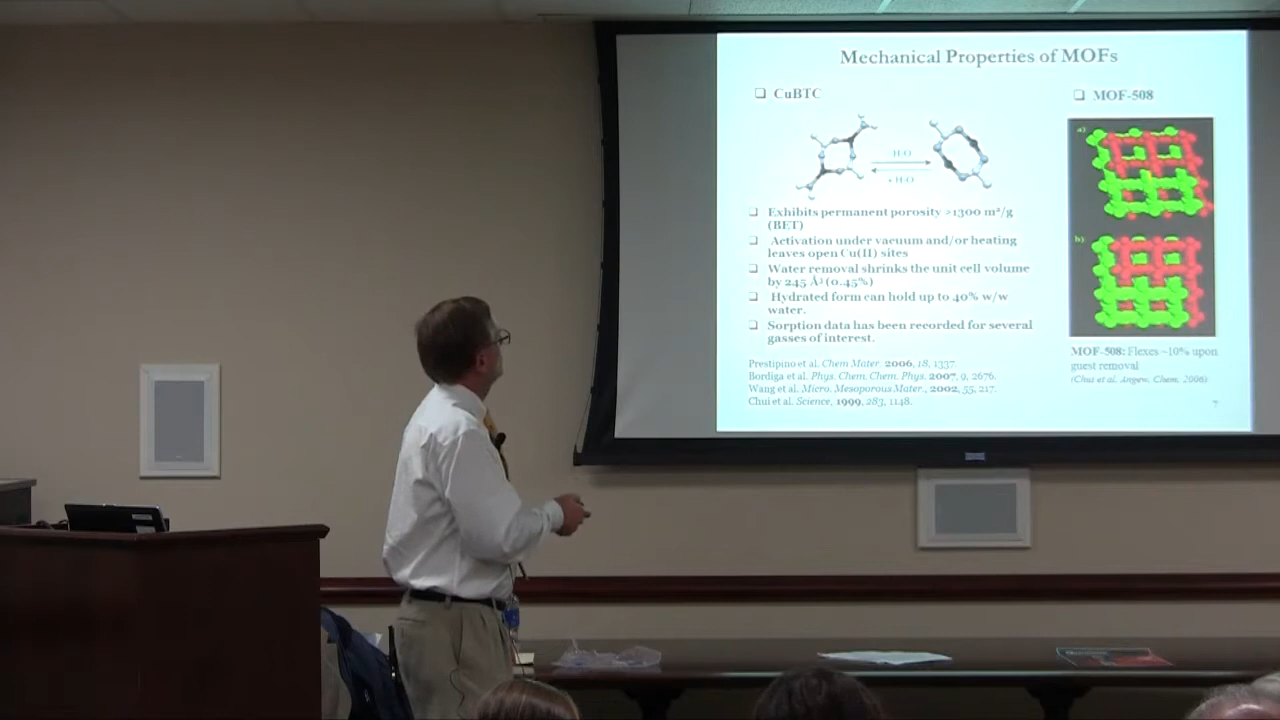 Mechanical Properties of MOFs
❑ CuBTC
- H₂O
+ H₂O
❑ Exhibits permanent porosity >1300 m²/g
(BET)
❑ Activation under vacuum and/or heating
leaves open Cu(II) sites
❑ Water removal shrinks the unit cell volume
by 245 Å³ (0.45%)
❑ Hydrated form can hold up to 40% w/w
water.
❑ Sorption data has been recorded for several
gasses of interest.
Prestipino et al. Chem Mater. 2006, 18, 1337
Bordiga et al. Phys. Chem. Chem. Phys. 2007, 9, 2676.
Wang et al. Micro. Mesoporous Mater., 2002, 55, 217.
Chui et al. Science, 1999, 283, 1148.
❑ MOF-508
a)
b)
MOF-508: Flexes ~10% upon
guest removal
(Chui et al. Angew. Chem. 2006)
7